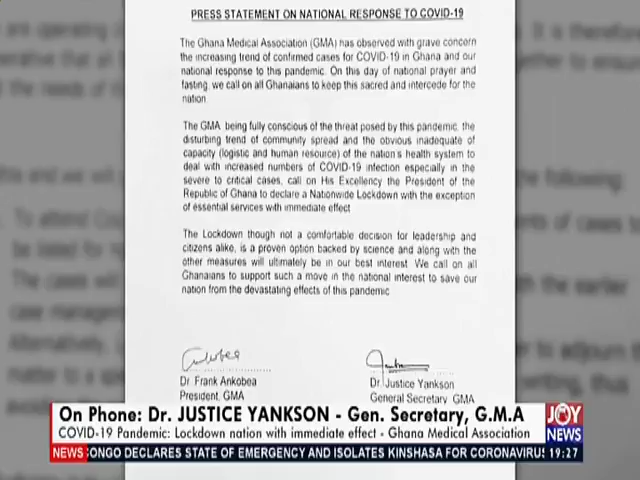 PRESS STATEMENT ON NATIONAL RESPONSE TO COVID-19
The Ghana Medical Association (GMA) has observed with grave concern
the increasing trend of confirmed cases for COVID-19 in Ghana and our
national response to this pandemic. On this day of national prayer and
fasting, we call on all Ghanaians to keep this sacred and intercede for the
nation
The GMA being fully conscious of the threat posed by this pandemic, the
disturbing trend of community spread and the obvious inadequate of
capacity (logistic and human resource) of the nation's health system to
deal with increased numbers of COVID-19 infection especially in the
severe to critical cases, call on His Excellency the President of the
Republic of Ghana to declare a Nationwide Lockdown with the exception
of essential services with immediate effect
The Lockdown though not a comfortable decision for leadership and
citizens alike, is a proven option backed by science and along with the
other measures will ultimately be in our best interest. We call on all
Ghanaians to support such a move in the national interest to save our
nation from the devastating effects of this pandemic
Dr. Frank Ankobea
President, GMA
Dr. Justice Yankson
General Secretary, GMA
On Phone: Dr. JUSTICE YANKSON - Gen. Secretary, G.M.A
COVID-19 Pandemic: Lockdown nation with immediate effect - Ghana Medical Association
JOY
NEWS
NEWS ONGO DECLARES STATE OF EMERGENCY AND ISOLATES KINSHASA FOR CORONAVIRUS
19:27